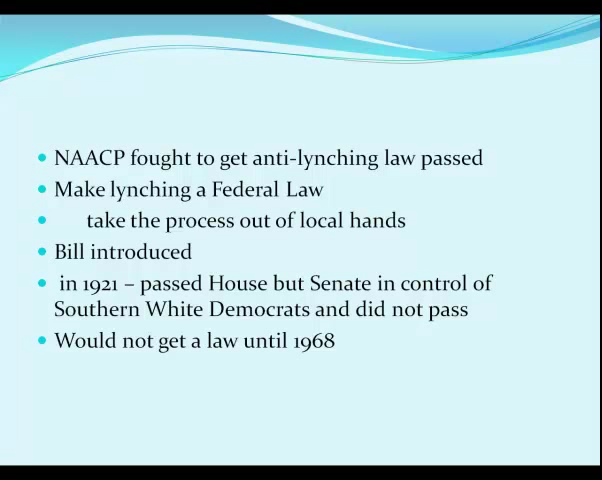 • NAACP fought to get anti-lynching law passed
• Make lynching a Federal Law
• take the process out of local hands
• Bill introduced
• in 1921 – passed House but Senate in control of
Southern White Democrats and did not pass
• Would not get a law until 1968